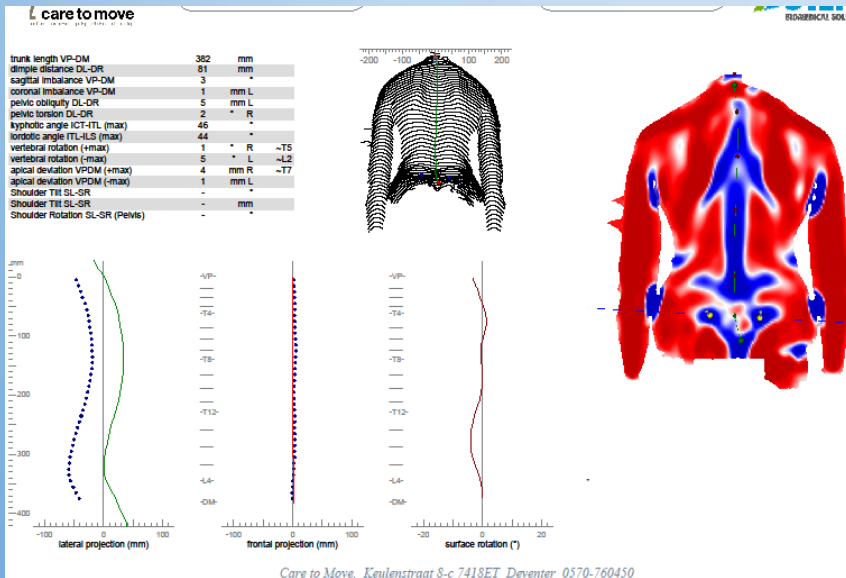 care to move
BIOMEDICAL SOL
trunk length VP-DM 382 mm
dimple distance DL-DR 81 mm
sagittal imbalance VP-DM 3 °
coronal imbalance VP-DM 1 mm L
pelvic obliquity DL-DR 5 mm L
pelvic torsion DL-DR 2 ° R
kyphotic angle ICT-ITL (max) 46 °
lordotic angle ITL-ILS (max) 44 °
vertebral rotation (+max) 1 ° R ~T5
vertebral rotation (-max) 5 ° L ~L2
apical deviation VPDM (+max) 4 mm R ~T7
apical deviation VPDM (-max) 1 mm L
Shoulder Tilt SL-SR - °
Shoulder Tilt SL-SR - mm
Shoulder Rotation SL-SR (Pelvis) - °
-200 -100 0 100 200
mm
0
100
200
300
400
-100 0 100
lateral projection (mm)
-VP-
-T4-
-T8-
-T12-
-L4-
-DM-
-100 0 100
frontal projection (mm)
-VP-
-T4-
-T8-
-T12-
-L4-
-DM-
-20 0 20
surface rotation (°)
Care to Move, Keulenstraat 8-c 7418ET Deventer 0570-760450